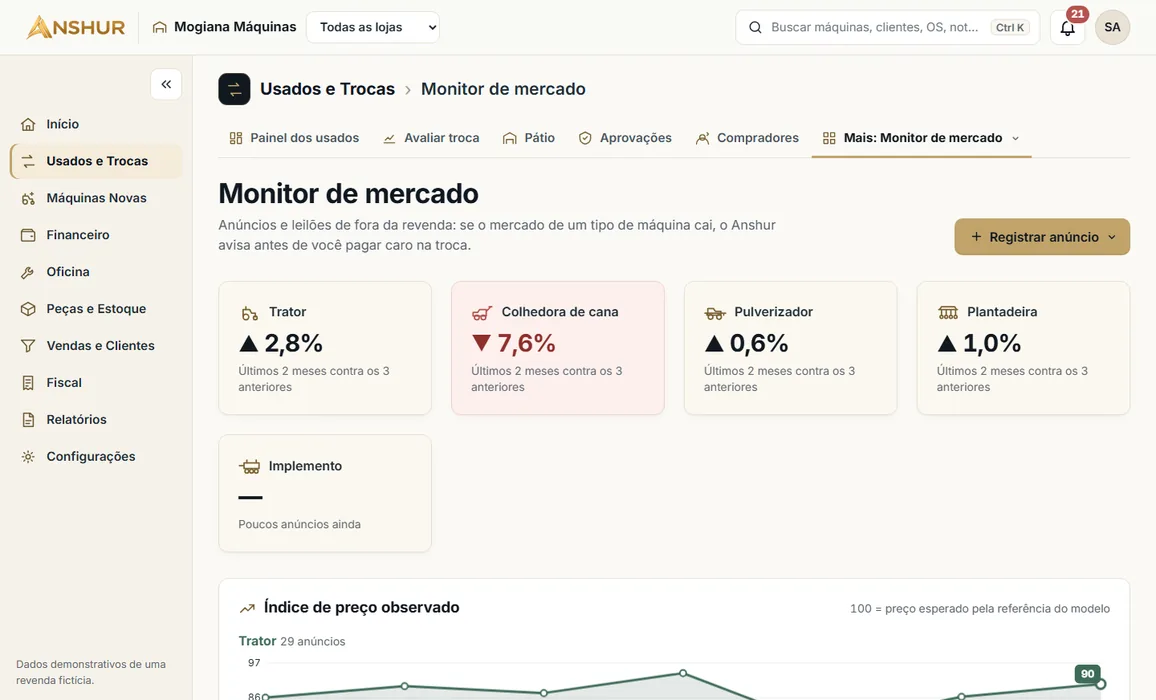 ANSHUR
Mogiana Máquinas
Todas as lojas
Buscar máquinas, clientes, OS, not...
Ctrl K
21
SA
Início
Usados e Trocas
Máquinas Novas
Financeiro
Oficina
Peças e Estoque
Vendas e Clientes
Fiscal
Relatórios
Configurações
Dados demonstrativos de uma
revenda fictícia.
Usados e Trocas › Monitor de mercado
Painel dos usados
Avaliar troca
Pátio
Aprovações
Compradores
Mais: Monitor de mercado
Monitor de mercado
Anúncios e leilões de fora da revenda: se o mercado de um tipo de máquina cai, o Anshur
avisa antes de você pagar caro na troca.
+ Registrar anúncio
Trator
▲ 2,8%
Últimos 2 meses contra os 3
anteriores
Colhedora de cana
▼ 7,6%
Últimos 2 meses contra os 3
anteriores
Pulverizador
▲ 0,6%
Últimos 2 meses contra os 3
anteriores
Plantadeira
▲ 1,0%
Últimos 2 meses contra os 3
anteriores
Implemento
—
Poucos anúncios ainda
Índice de preço observado
100 = preço esperado pela referência do modelo
Trator 29 anúncios
97
90
86